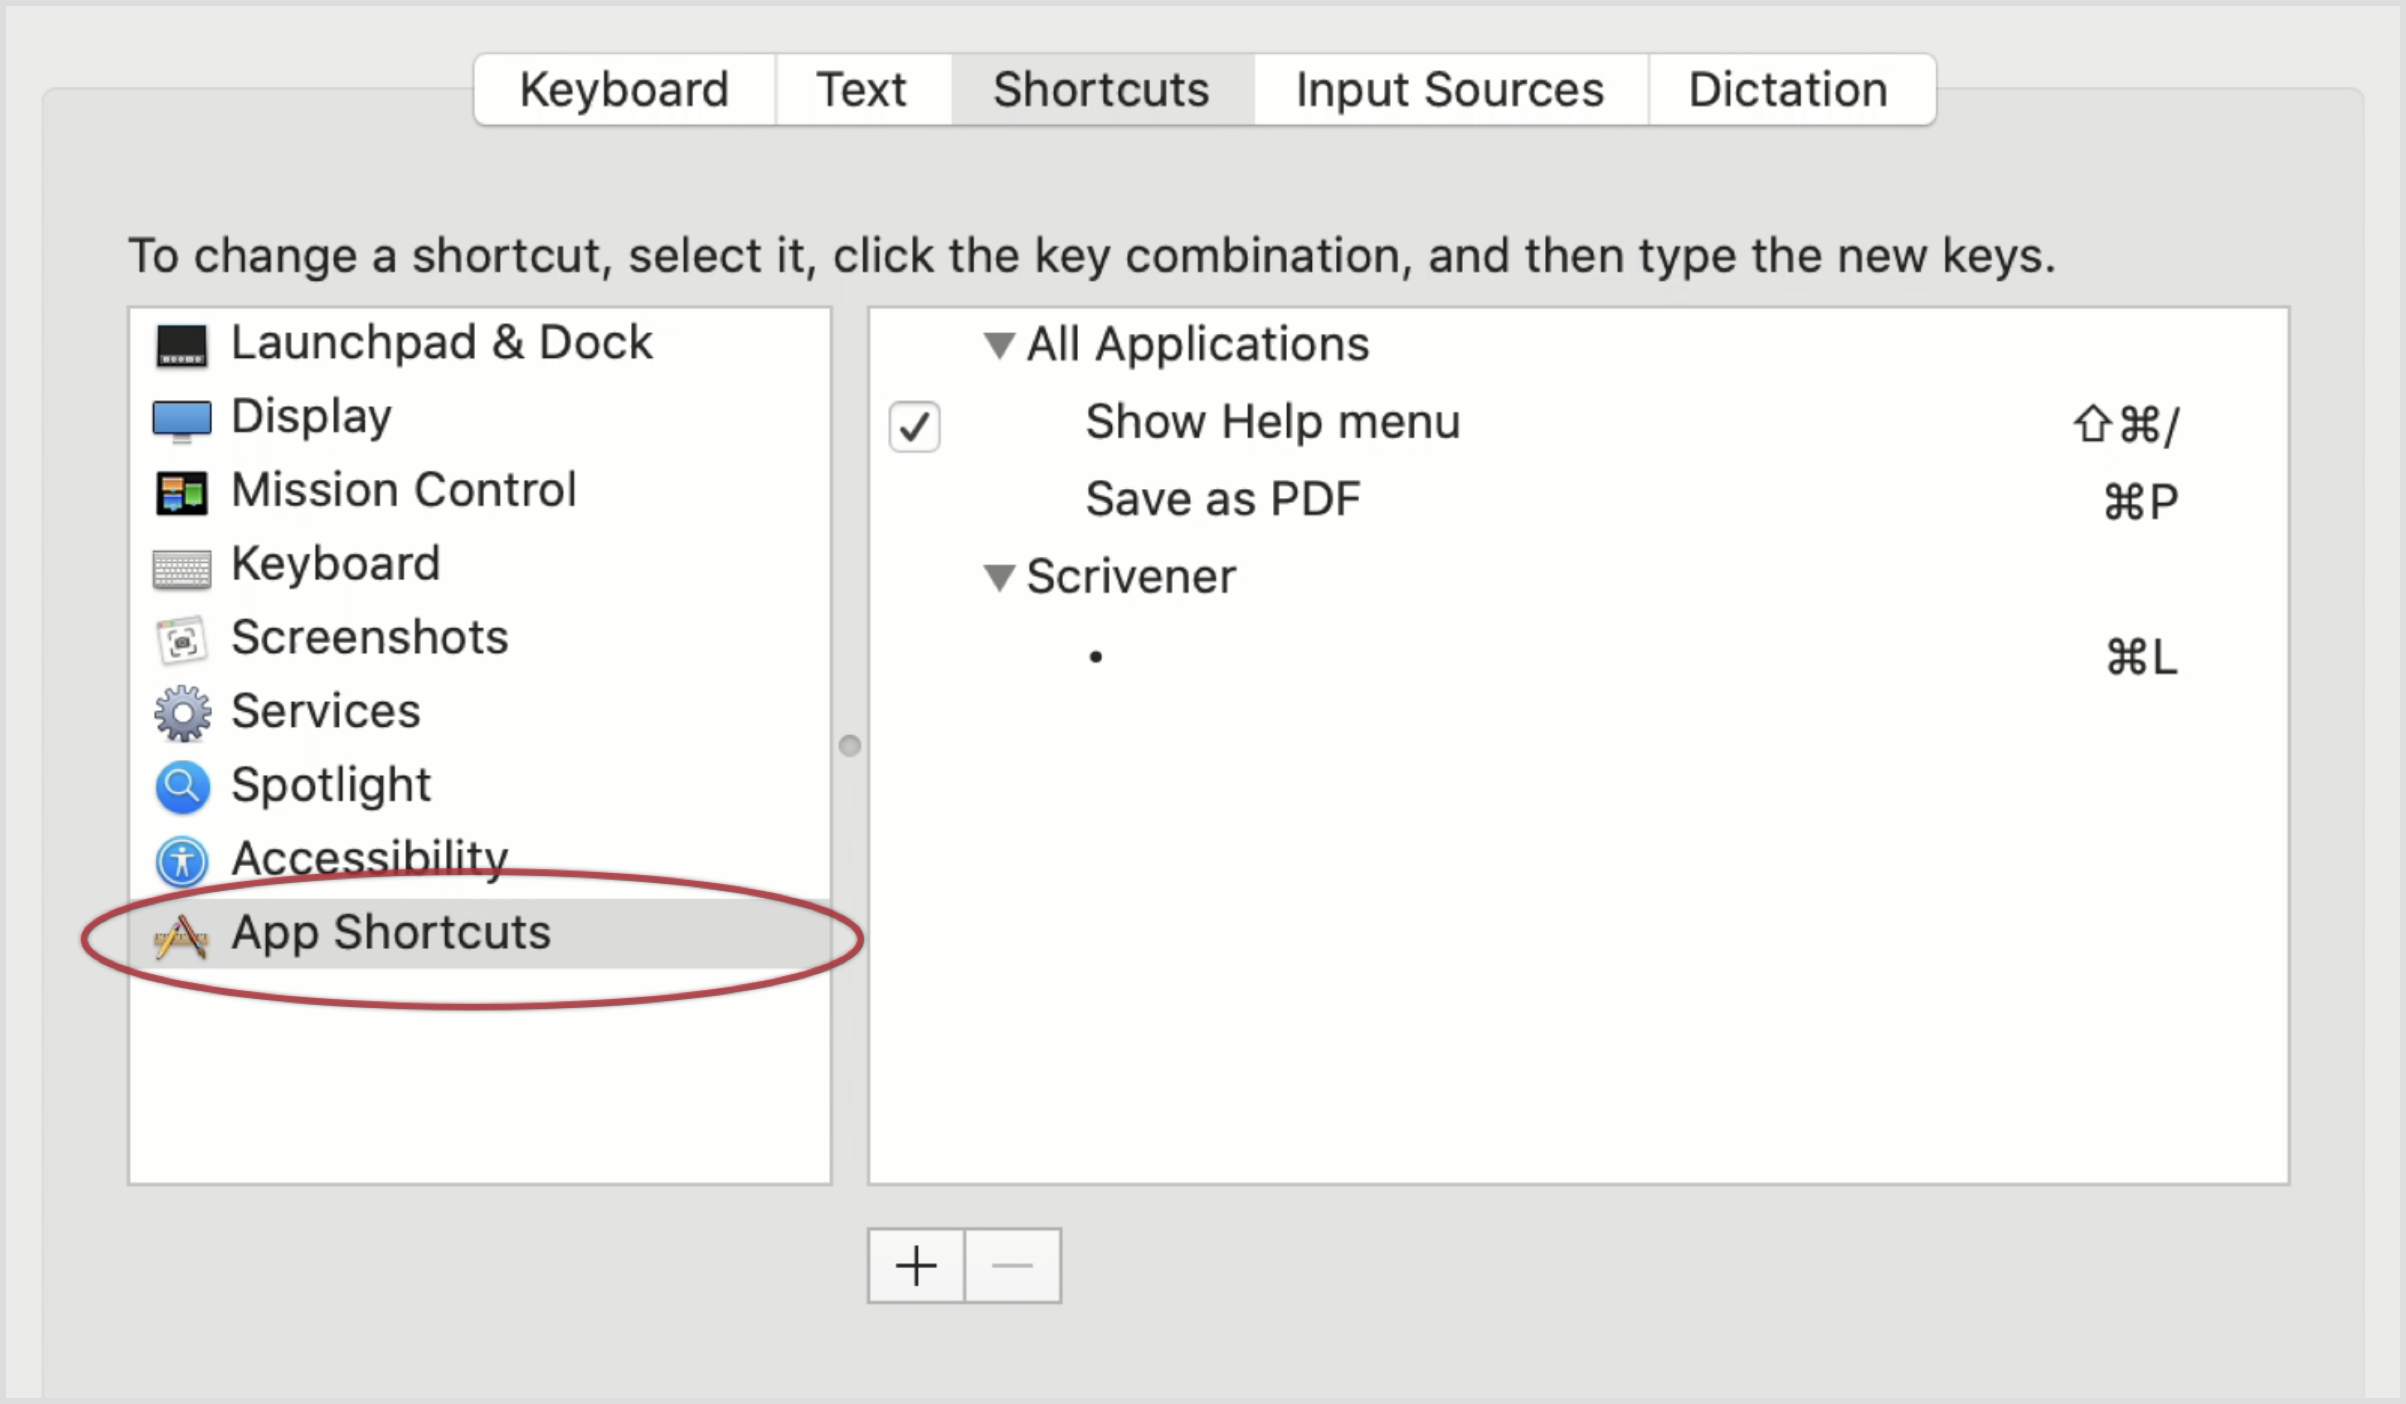 Keyboard Text Shortcuts Input Sources Dictation
To change a shortcut, select it, click the key combination, and then type the new keys.
Launchpad & Dock
Display
Mission Control
Keyboard
Screenshots
Services
Spotlight
Accessibility
App Shortcuts
All Applications
Show Help menu ⇧⌘/
Save as PDF ⌘P
Scrivener
• ⌘L